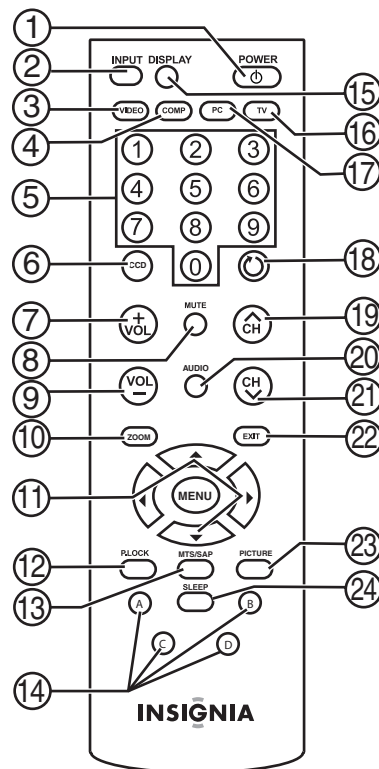 1
INPUT DISPLAY POWER
2
15
3 VIDEO COMP PC TV
4 16
17
1 2 3
5 4 5 6
7 8 9
6 CCD 0 18
MUTE
7 + VOL CH 19
8
AUDIO 20
9 VOL – CH 21
10 ZOOM EXIT 22
11 MENU
P.LOCK MTS/SAP PICTURE
12 23
13 SLEEP 24
A B
C D
14
INSIGNIA